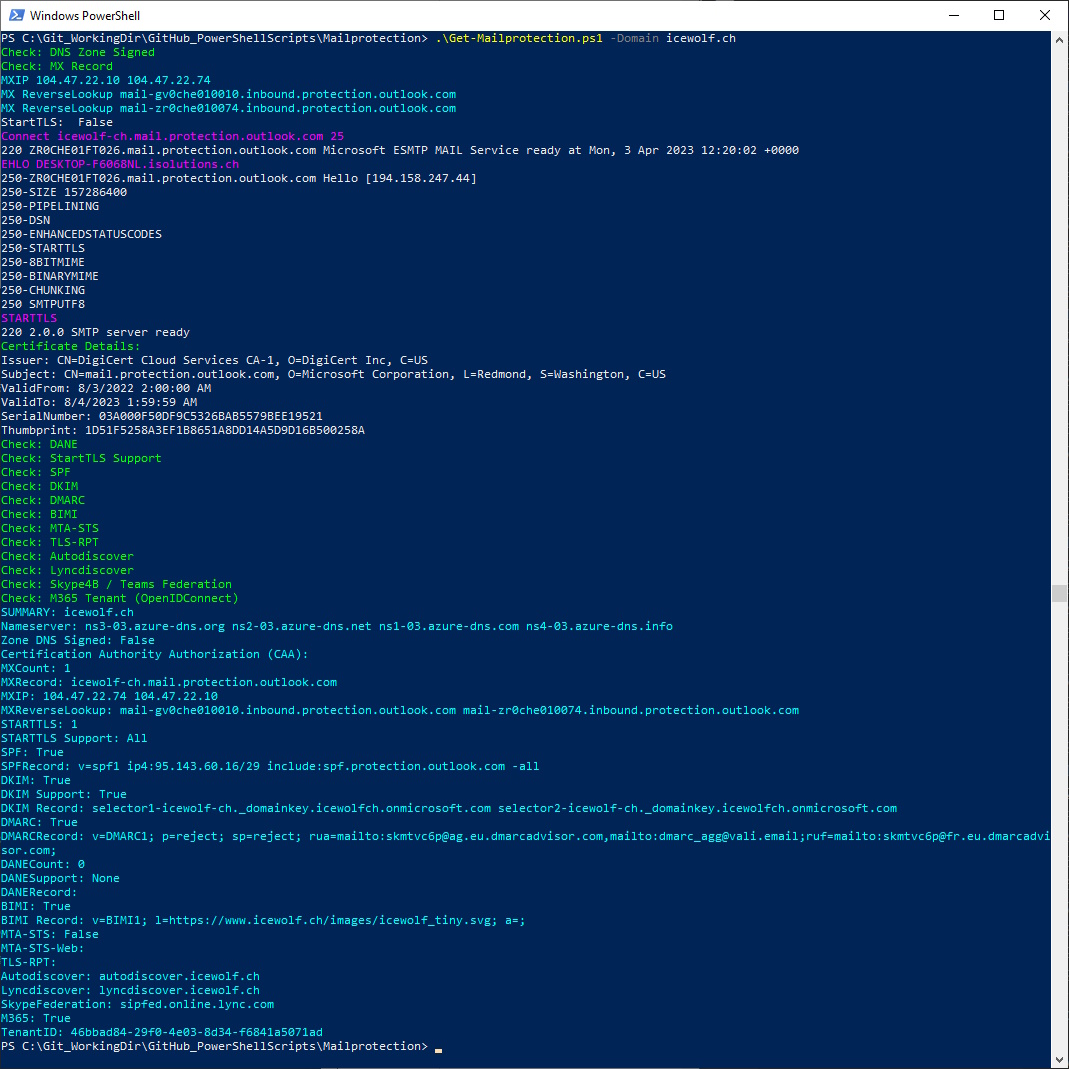 Windows PowerShell
PS C:\Git_WorkingDir\GitHub_PowerShellScripts\Mailprotection> .\Get-Mailprotection.ps1 -Domain icewolf.ch
Check: DNS Zone Signed
Check: MX Record
MXIP 104.47.22.10 104.47.22.74
MX ReverseLookup mail-gv0che010010.inbound.protection.outlook.com
MX ReverseLookup mail-zr0che010074.inbound.protection.outlook.com
StartTLS:  False
Connect icewolf-ch.mail.protection.outlook.com 25
220 ZR0CHE01FT026.mail.protection.outlook.com Microsoft ESMTP MAIL Service ready at Mon, 3 Apr 2023 12:20:02 +0000
EHLO DESKTOP-F6068NL.isolutions.ch
250-ZR0CHE01FT026.mail.protection.outlook.com Hello [194.158.247.44]
250-SIZE 157286400
250-PIPELINING
250-DSN
250-ENHANCEDSTATUSCODES
250-STARTTLS
250-8BITMIME
250-BINARYMIME
250-CHUNKING
250 SMTPUTF8
STARTTLS
220 2.0.0 SMTP server ready
Certificate Details:
Issuer: CN=DigiCert Cloud Services CA-1, O=DigiCert Inc, C=US
Subject: CN=mail.protection.outlook.com, O=Microsoft Corporation, L=Redmond, S=Washington, C=US
ValidFrom: 8/3/2022 2:00:00 AM
ValidTo: 8/4/2023 1:59:59 AM
SerialNumber: 03A000F50DF9C5326BAB5579BEE19521
Thumbprint: 1D51F5258A3EF1B8651A8DD14A5D9D16B500258A
Check: DANE
Check: StartTLS Support
Check: SPF
Check: DKIM
Check: DMARC
Check: BIMI
Check: MTA-STS
Check: TLS-RPT
Check: Autodiscover
Check: Lyncdiscover
Check: Skype4B / Teams Federation
Check: M365 Tenant (OpenIDConnect)
SUMMARY: icewolf.ch
Nameserver: ns3-03.azure-dns.org ns2-03.azure-dns.net ns1-03.azure-dns.com ns4-03.azure-dns.info
Zone DNS Signed: False
Certification Authority Authorization (CAA):
MXCount: 1
MXRecord: icewolf-ch.mail.protection.outlook.com
MXIP: 104.47.22.74 104.47.22.10
MXReverseLookup: mail-gv0che010010.inbound.protection.outlook.com mail-zr0che010074.inbound.protection.outlook.com
STARTTLS: 1
STARTTLS Support: All
SPF: True
SPFRecord: v=spf1 ip4:95.143.60.16/29 include:spf.protection.outlook.com -all
DKIM: True
DKIM Support: True
DKIM Record: selector1-icewolf-ch._domainkey.icewolfch.onmicrosoft.com selector2-icewolf-ch._domainkey.icewolfch.onmicrosoft.com
DMARC: True
DMARCRecord: v=DMARC1; p=reject; sp=reject; rua=mailto:skmtvc6p@ag.eu.dmarcadvisor.com,mailto:dmarc_agg@vali.email;ruf=mailto:skmtvc6p@fr.eu.dmarcadvi
sor.com;
DANECount: 0
DANESupport: None
DANERecord:
BIMI: True
BIMI Record: v=BIMI1; l=https://www.icewolf.ch/images/icewolf_tiny.svg; a=;
MTA-STS: False
MTA-STS-Web:
TLS-RPT:
Autodiscover: autodiscover.icewolf.ch
Lyncdiscover: lyncdiscover.icewolf.ch
SkypeFederation: sipfed.online.lync.com
M365: True
TenantID: 46bbad84-29f0-4e03-8d34-f6841a5071ad
PS C:\Git_WorkingDir\GitHub_PowerShellScripts\Mailprotection>